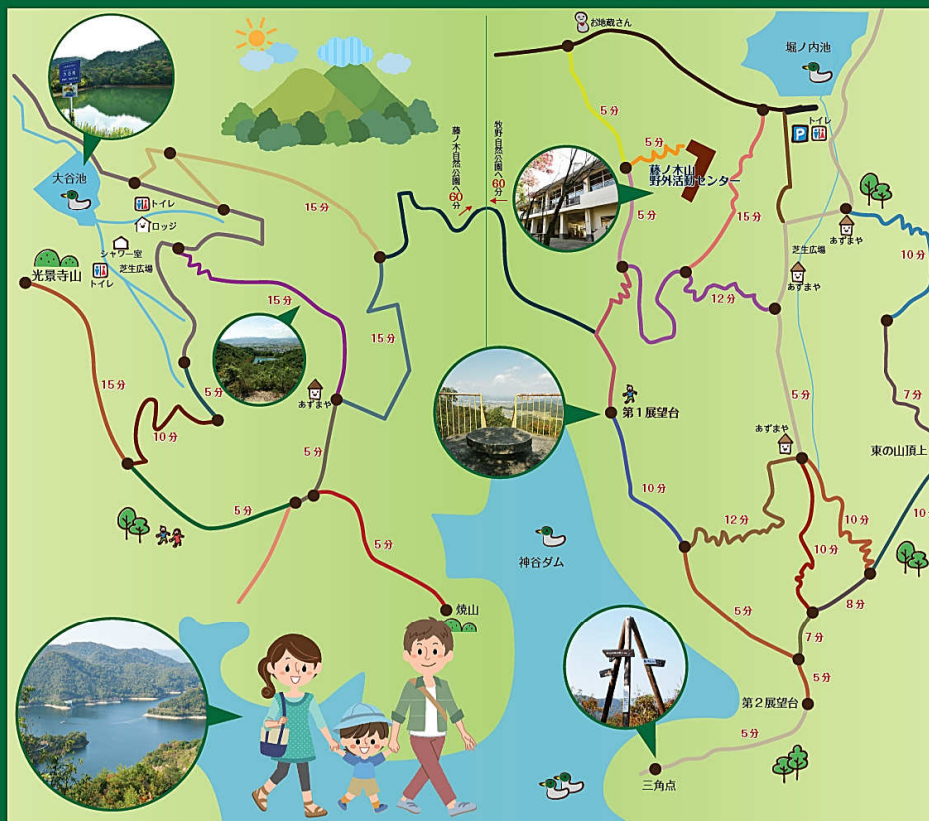 お地蔵さん
堀ノ内池
トイレ
P
5分
5分
藤ノ木山
野外活動センター
5分
15分
12分
あずまや
芝生広場
あずまや
10分
7分
東の山頂上
5分
あずまや
藤ノ木自然公園へ60分
牧野自然公園へ60分
大谷池
トイレ
ロッジ
シャワー室
芝生広場
トイレ
光景寺山
15分
15分
15分
15分
5分
10分
あずまや
5分
5分
5分
焼山
第1展望台
10分
12分
10分
10分
10
8分
7分
5分
5分
神谷ダム
第2展望台
5分
三角点